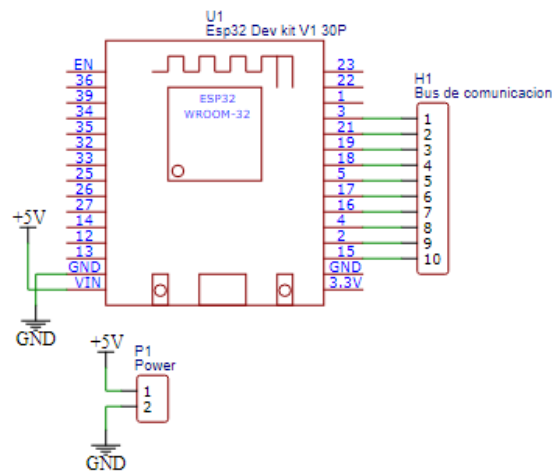 U1
Esp32 Dev kit V1 30P
EN
36
39
34
35
32
33
25
26
27
14
12
13
GND
VIN
ESP32
WROOM-32
23
22
1
3
21
19
18
5
17
16
4
2
15
GND
3.3V
H1
Bus de comunicacion
1
2
3
4
5
6
7
8
9
10
+5V
GND
+5V
P1
Power
1
2
GND